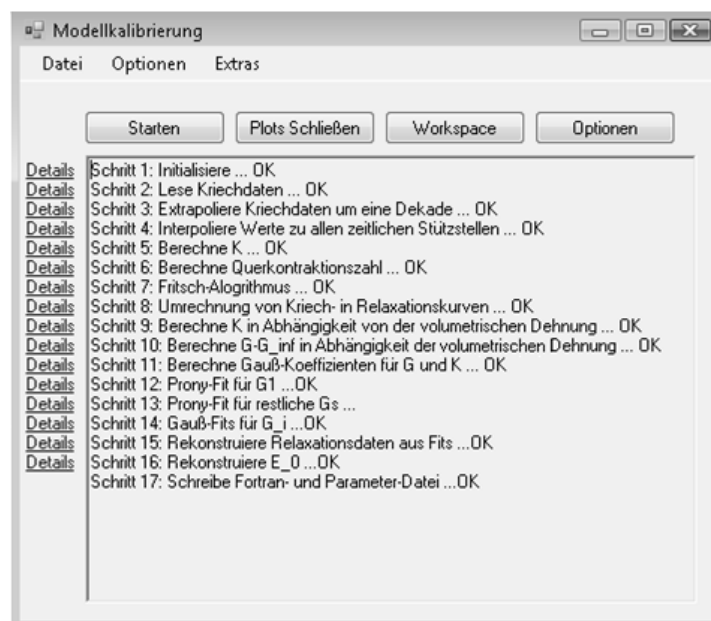 Modellkalibrierung
Datei Optionen Extras
Starten Plots Schließen Workspace Optionen
Details Schritt 1: Initialisiere ... OK
Details Schritt 2: Lese Kriechdaten ... OK
Details Schritt 3: Extrapoliere Kriechdaten um eine Dekade ... OK
Details Schritt 4: Interpoliere Werte zu allen zeitlichen Stützstellen ... OK
Details Schritt 5: Berechne K ... OK
Details Schritt 6: Berechne Querkontraktionszahl ... OK
Details Schritt 7: Fritsch-Alogrithmus ... OK
Details Schritt 8: Umrechnung von Kriech- in Relaxationskurven ... OK
Details Schritt 9: Berechne K in Abhängigkeit von der volumetrischen Dehnung ... OK
Details Schritt 10: Berechne G-G_inf in Abhängigkeit der volumetrischen Dehnung ... OK
Details Schritt 11: Berechne Gauß-Koeffizienten für G und K ... OK
Details Schritt 12: Prony-Fit für G1 ...OK
Details Schritt 13: Prony-Fit für restliche Gs ...
Details Schritt 14: Gauß-Fits für G_i ...OK
Details Schritt 15: Rekonstruiere Relaxationsdaten aus Fits ...OK
Details Schritt 16: Rekonstruiere E_0 ...OK
Schritt 17: Schreibe Fortran- und Parameter-Datei ...OK